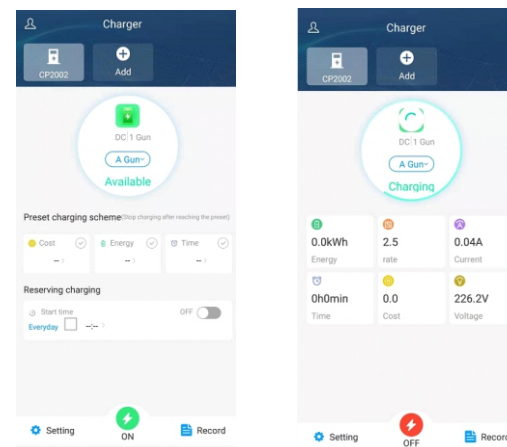 Charger
CP2002
Add
DC 1 Gun
A Gun
Available
Preset charging scheme(Stop charging after reaching the preset)
Cost
Energy
Time
-- >
-- >
-- >
Reserving charging
Start time
OFF
Everyday
--:-- >
Setting
ON
Record
Charger
CP2002
Add
DC 1 Gun
A Gun
Charging
0.0kWh
2.5
0.04A
Energy
rate
Current
0h0min
0.0
226.2V
Time
Cost
Voltage
Setting
OFF
Record